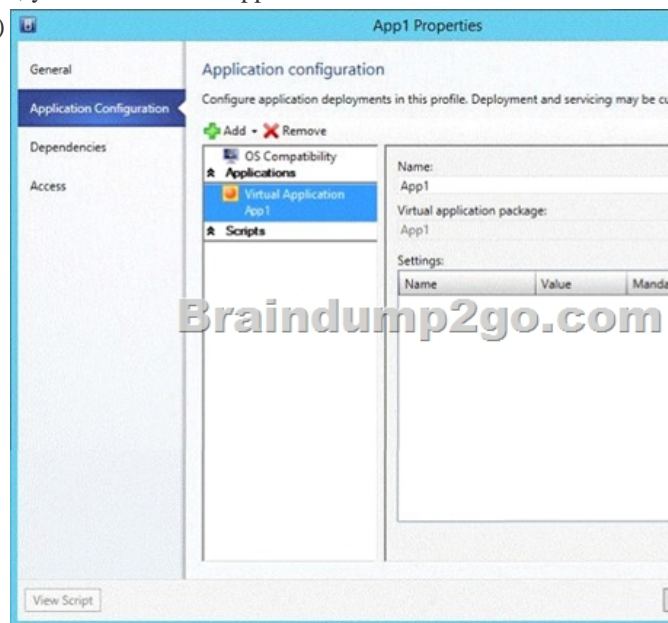 App1 Properties
General
Application Configuration
Dependencies
Access
Application configuration
Configure application deployments in this profile. Deployment and servicing may be cu
Add Remove
OS Compatibility
Applications
Virtual Application
App1
Scripts
Name:
App1
Virtual application package:
App1
Settings:
Name Value Manda
Braindump2go.com
View Script